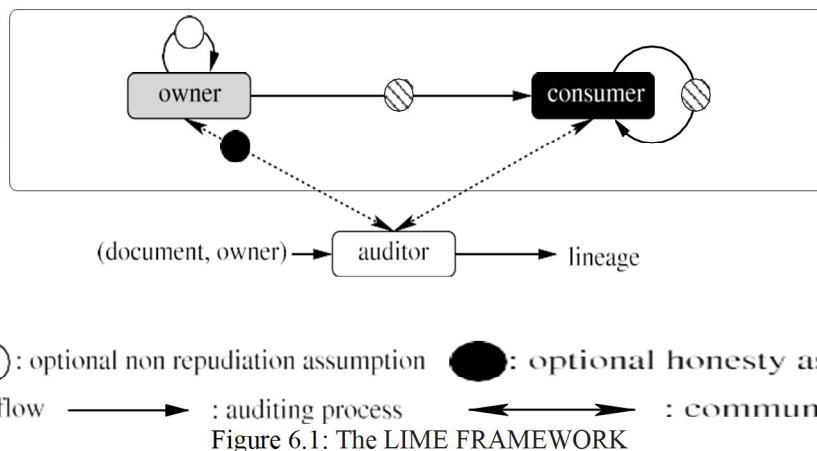 owner
consumer
(document, owner)
auditor
lineage
: optional non repudiation assumption
: optional honesty as
flow
: auditing process
: commun
Figure 6.1: The LIME FRAMEWORK